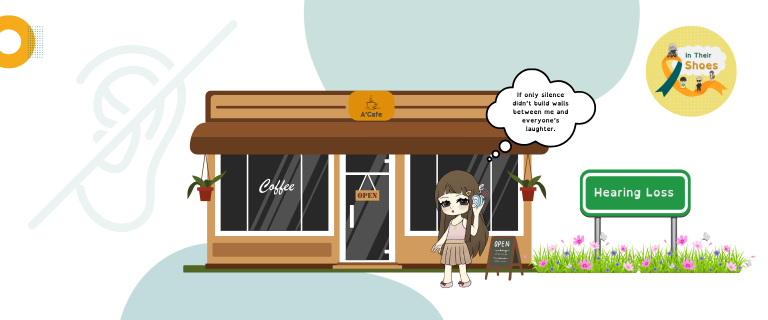 In Their
Shoes
If only silence
didn't build walls
between me and
everyone's
laughter.
A'Cafe
Coffee
OPEN
Hearing Loss
OPEN